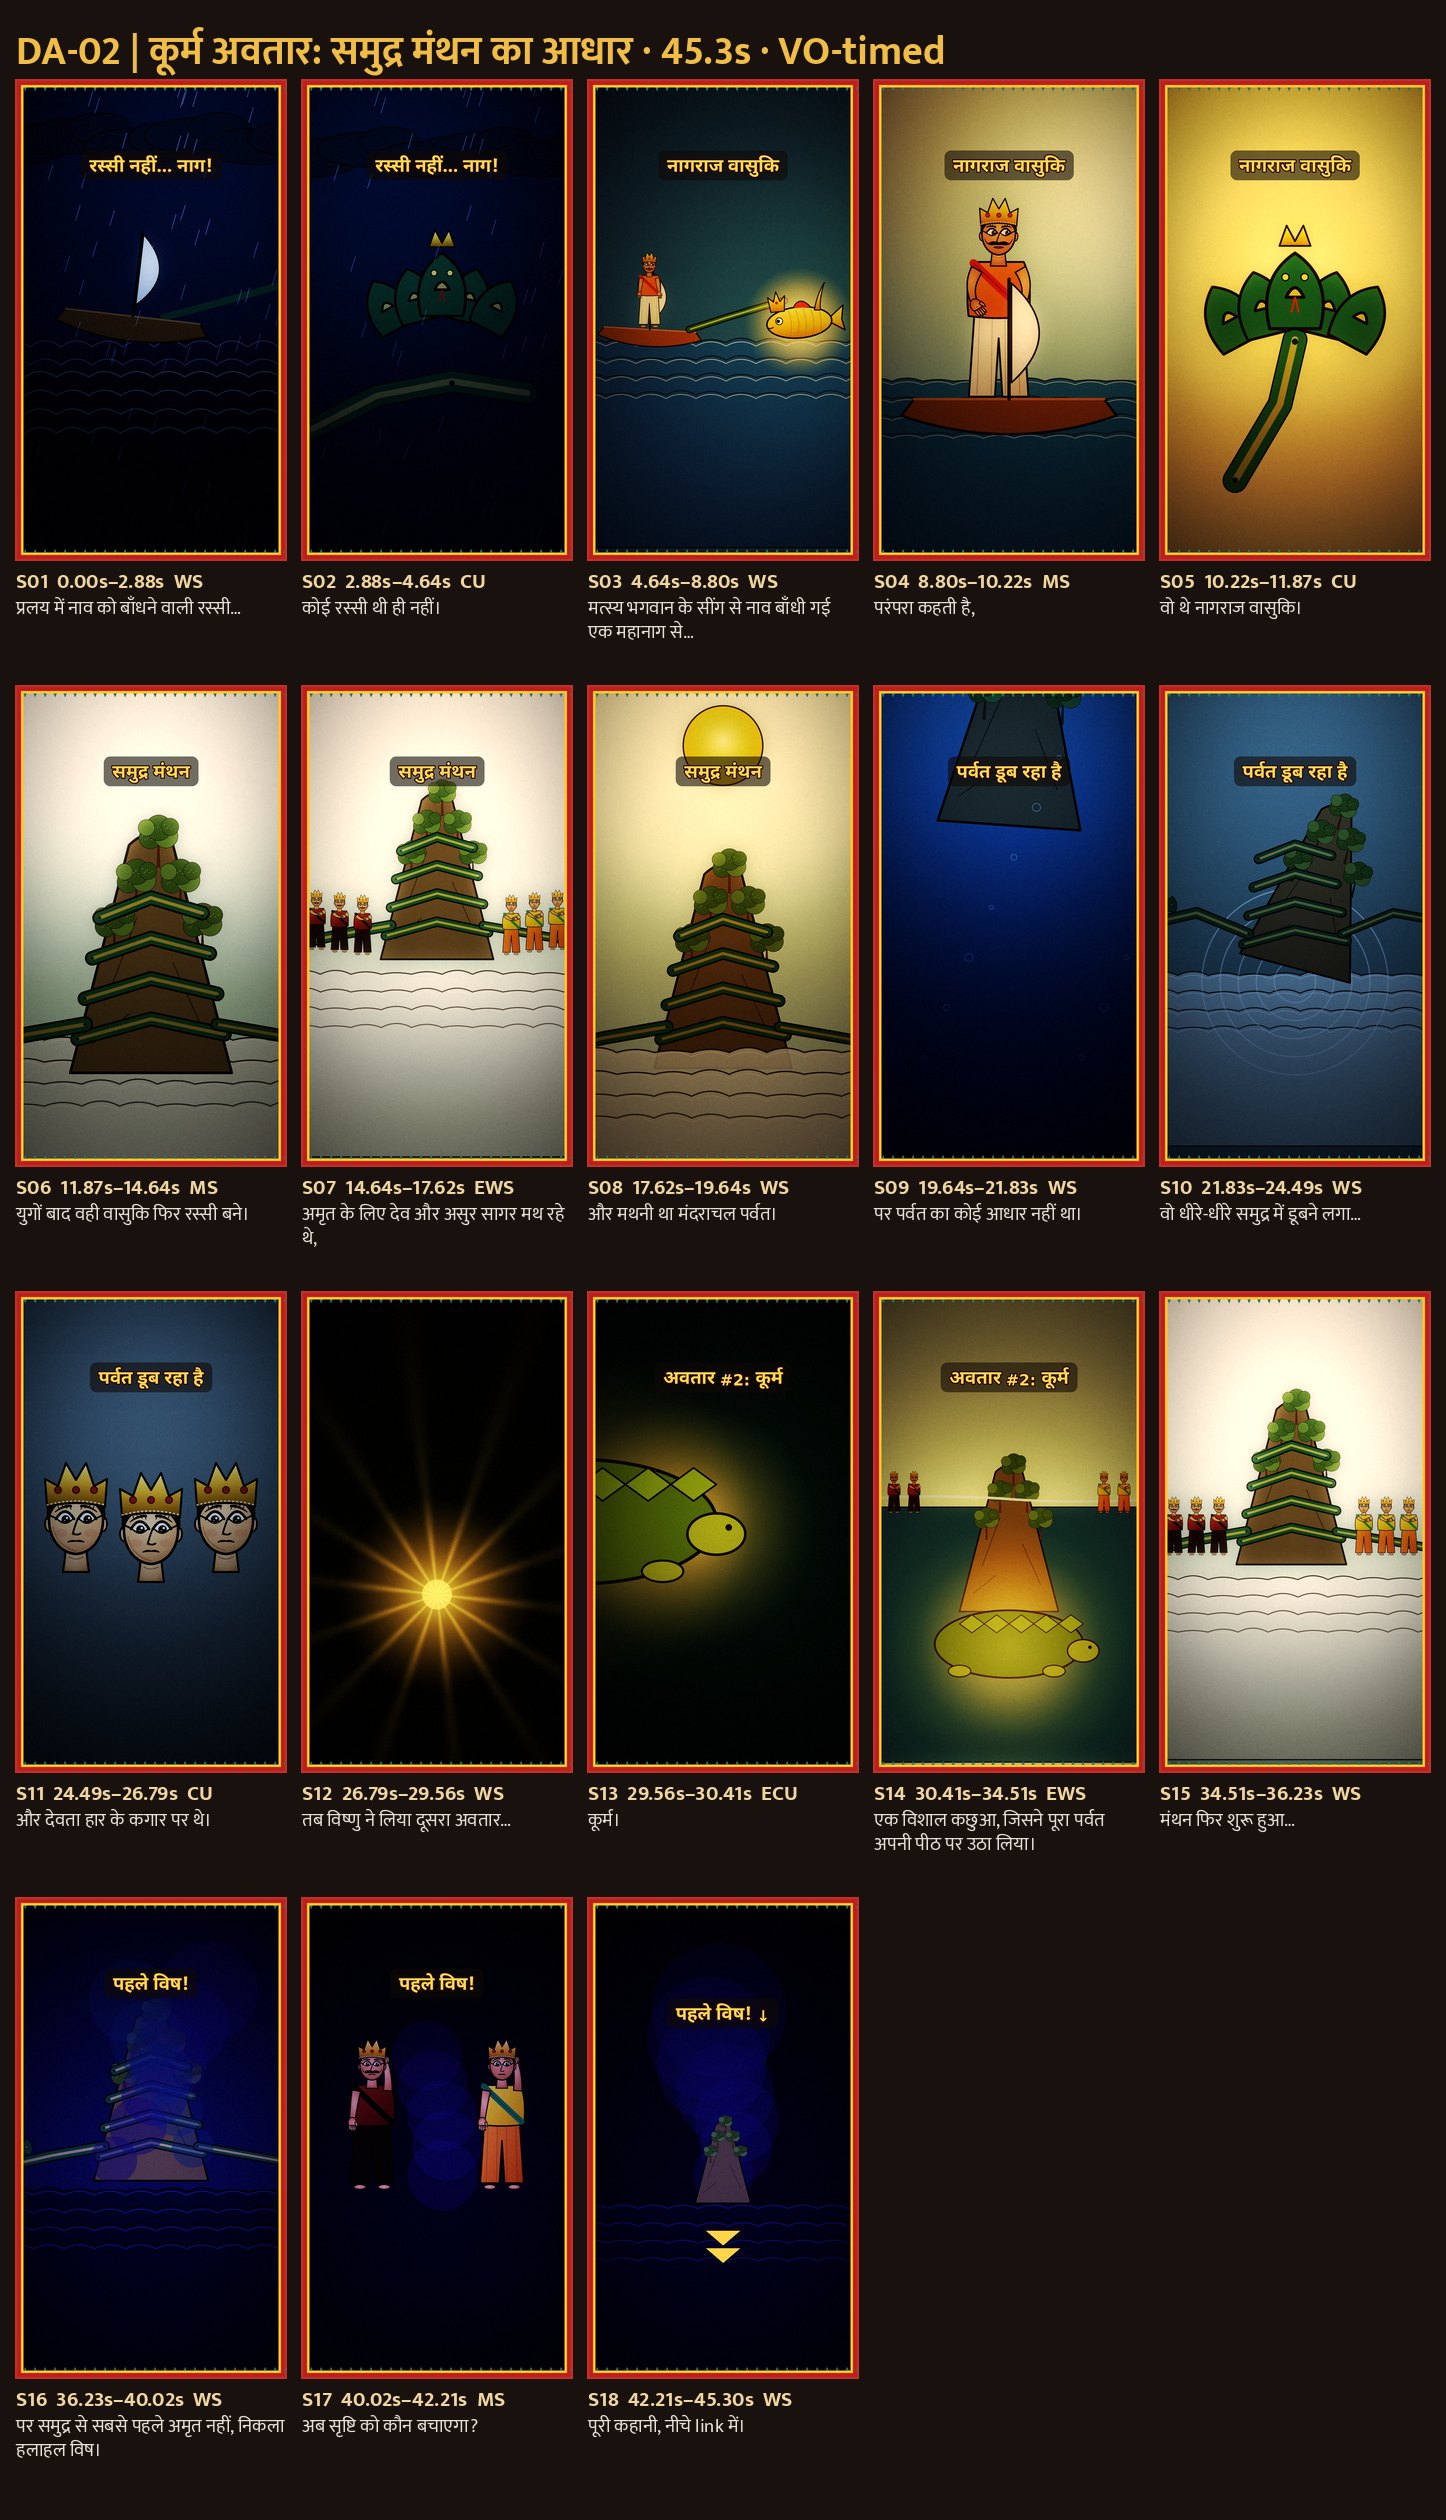 DA-02 | कूर्म अवतार: समुद्र मंथन का आधार · 45.3s · VO-timed
रस्सी नहीं... नाग!
रस्सी नहीं... नाग!
नागराज वासुकि
नागराज वासुकि
नागराज वासुकि
S01 0.00s–2.88s WS
प्रलय में नाव को बाँधने वाली रस्सी...
S02 2.88s–4.64s CU
कोई रस्सी थी ही नहीं।
S03 4.64s–8.80s WS
मत्स्य भगवान के सींग से नाव बाँधी गई
एक महानाग से...
S04 8.80s–10.22s MS
परंपरा कहती है,
S05 10.22s–11.87s CU
वो थे नागराज वासुकि।
समुद्र मंथन
समुद्र मंथन
समुद्र मंथन
पर्वत डूब रहा है
पर्वत डूब रहा है
S06 11.87s–14.64s MS
युगों बाद वही वासुकि फिर रस्सी बने।
S07 14.64s–17.62s EWS
अमृत के लिए देव और असुर सागर मथ रहे
थे,
S08 17.62s–19.64s WS
और मथनी था मंदराचल पर्वत।
S09 19.64s–21.83s WS
पर पर्वत का कोई आधार नहीं था।
S10 21.83s–24.49s WS
वो धीरे-धीरे समुद्र में डूबने लगा...
पर्वत डूब रहा है
अवतार #2: कूर्म
अवतार #2: कूर्म
S11 24.49s–26.79s CU
और देवता हार के कगार पर थे।
S12 26.79s–29.56s WS
तब विष्णु ने लिया दूसरा अवतार...
S13 29.56s–30.41s ECU
कूर्म।
S14 30.41s–34.51s EWS
एक विशाल कछुआ, जिसने पूरा पर्वत
अपनी पीठ पर उठा लिया।
S15 34.51s–36.23s WS
मंथन फिर शुरू हुआ...
पहले विष!
पहले विष!
पहले विष! ↓
S16 36.23s–40.02s WS
पर समुद्र से सबसे पहले अमृत नहीं, निकला
हलाहल विष।
S17 40.02s–42.21s MS
अब सृष्टि को कौन बचाएगा?
S18 42.21s–45.30s WS
पूरी कहानी, नीचे link में।